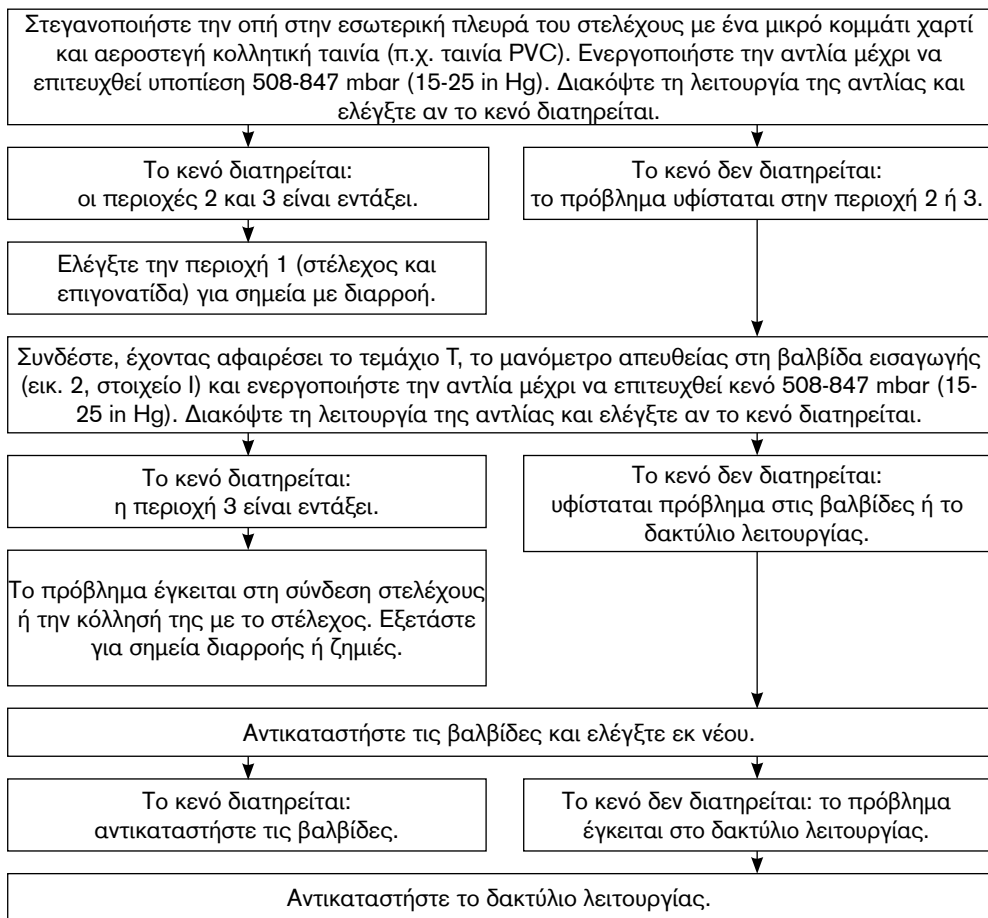 Στεγανοποιήστε την οπή στην εσωτερική πλευρά του στελέχους με ένα μικρό κομμάτι χαρτί
και αεροστεγή κολλητική ταινία (π.χ. ταινία PVC). Ενεργοποιήστε την αντλία μέχρι να
επιτευχθεί υποπίεση 508-847 mbar (15-25 in Hg). Διακόψτε τη λειτουργία της αντλίας και
ελέγξτε αν το κενό διατηρείται.
Το κενό διατηρείται:
οι περιοχές 2 και 3 είναι εντάξει.
Το κενό δεν διατηρείται:
το πρόβλημα υφίσταται στην περιοχή 2 ή 3.
Ελέγξτε την περιοχή 1 (στέλεχος και
επιγονατίδα) για σημεία με διαρροή.
Συνδέστε, έχοντας αφαιρέσει το τεμάχιο T, το μανόμετρο απευθείας στη βαλβίδα εισαγωγής
(εικ. 2, στοιχείο I) και ενεργοποιήστε την αντλία μέχρι να επιτευχθεί κενό 508-847 mbar (15-
25 in Hg). Διακόψτε τη λειτουργία της αντλίας και ελέγξτε αν το κενό διατηρείται.
Το κενό διατηρείται:
η περιοχή 3 είναι εντάξει.
Το κενό δεν διατηρείται:
υφίσταται πρόβλημα στις βαλβίδες ή το
δακτύλιο λειτουργίας.
Το πρόβλημα έγκειται στη σύνδεση στελέχους
ή την κόλλησή της με το στέλεχος. Εξετάστε
για σημεία διαρροής ή ζημιές.
Αντικαταστήστε τις βαλβίδες και ελέγξτε εκ νέου.
Το κενό διατηρείται:
αντικαταστήστε τις βαλβίδες.
Το κενό δεν διατηρείται: το πρόβλημα
έγκειται στο δακτύλιο λειτουργίας.
Αντικαταστήστε το δακτύλιο λειτουργίας.